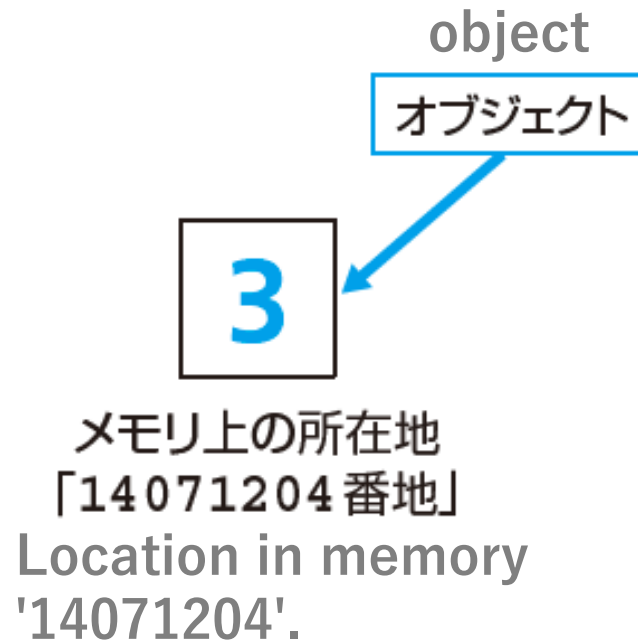 object
オブジェクト
3
メモリ上の所在地
「14071204番地」
Location in memory
'14071204'.